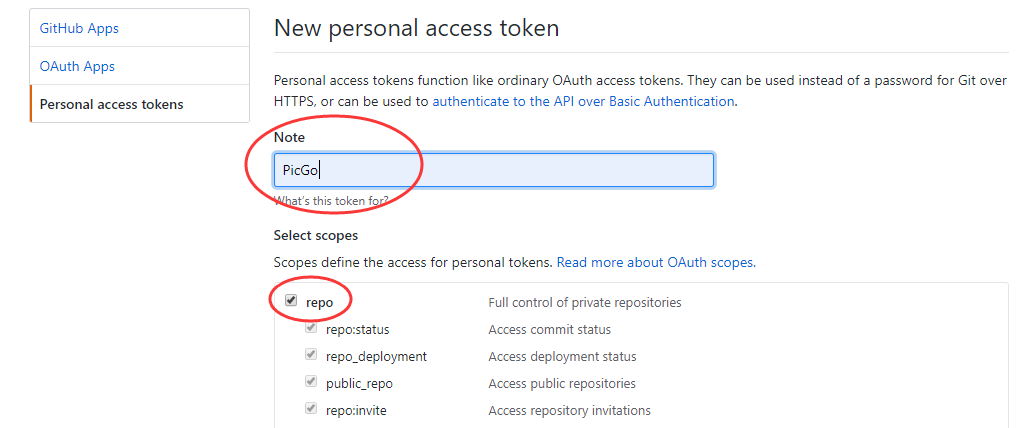 GitHub Apps
OAuth Apps
Personal access tokens
New personal access token
Personal access tokens function like ordinary OAuth access tokens. They can be used instead of a password for Git over
HTTPS, or can be used to authenticate to the API over Basic Authentication.
Note
PicGo
What's this token for?
Select scopes
Scopes define the access for personal tokens. Read more about OAuth scopes.
repo Full control of private repositories
repo:status Access commit status
repo_deployment Access deployment status
public_repo Access public repositories
repo:invite Access repository invitations